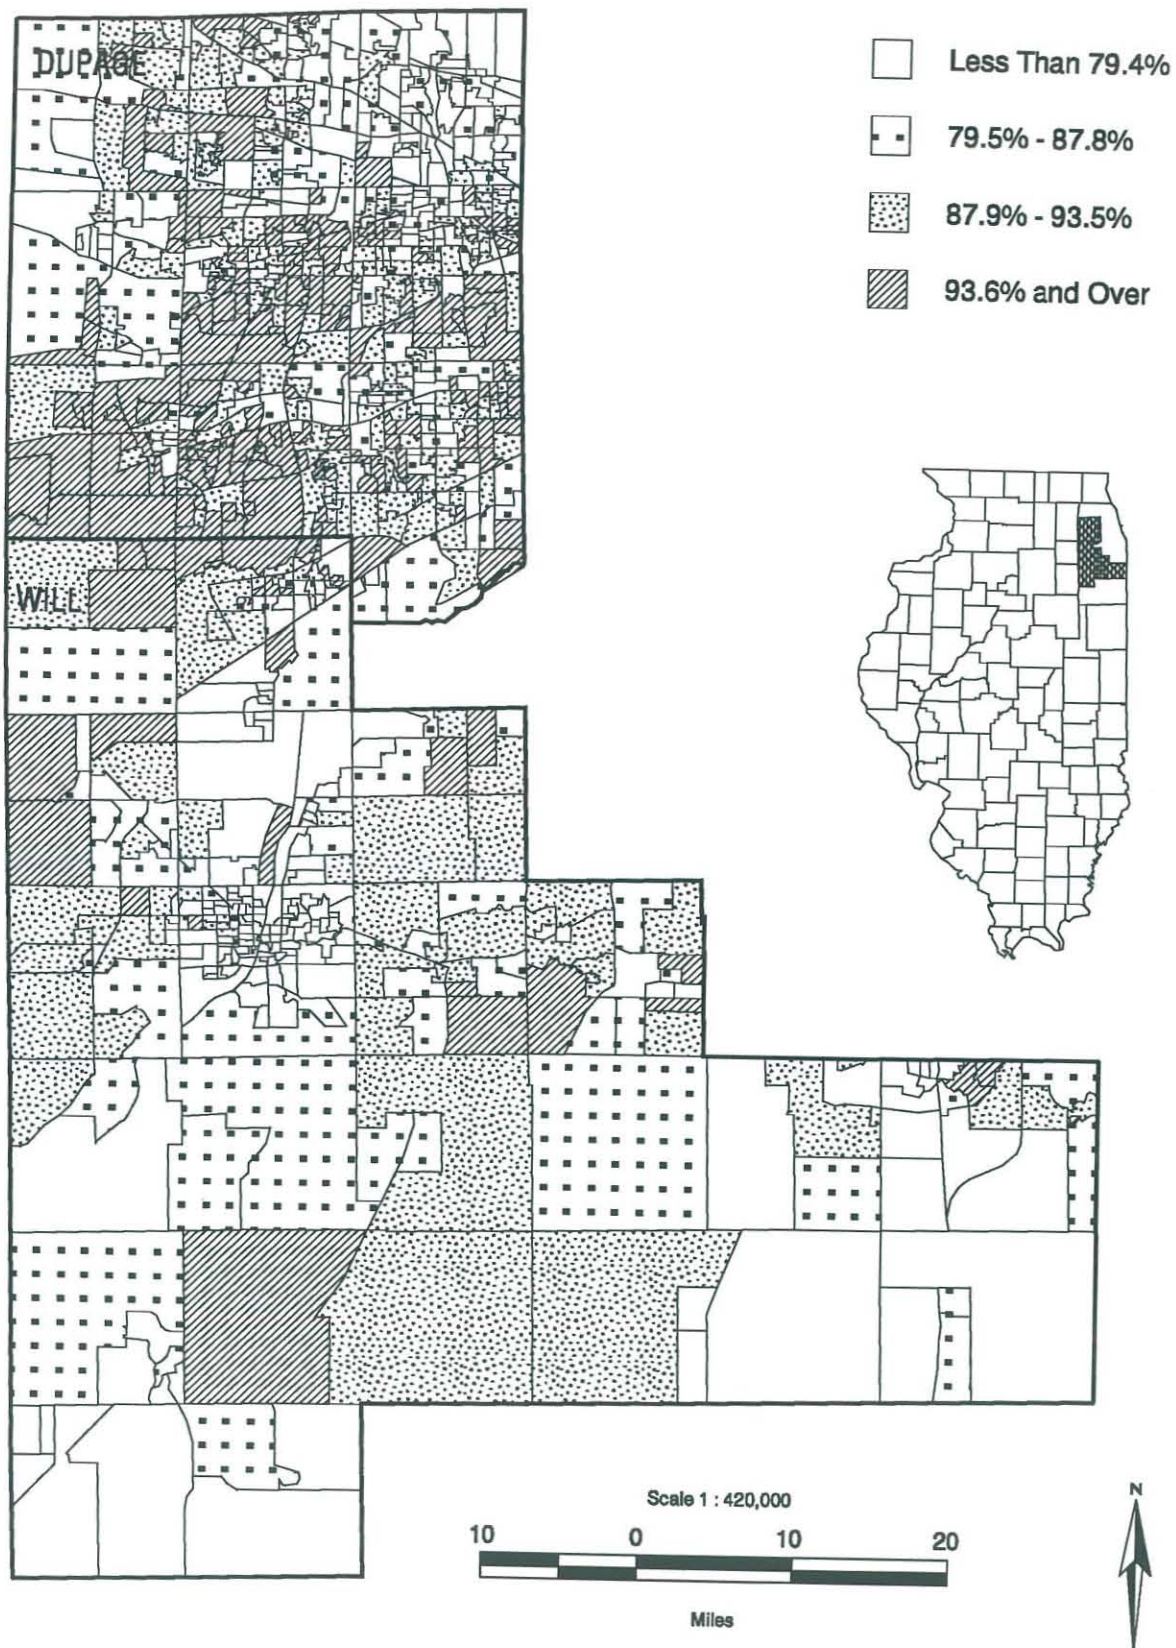 DUPAGE
WILL
Less Than 79.4%
79.5% - 87.8%
87.9% - 93.5%
93.6% and Over
Scale 1 : 420,000
10 0 10 20
Miles
N